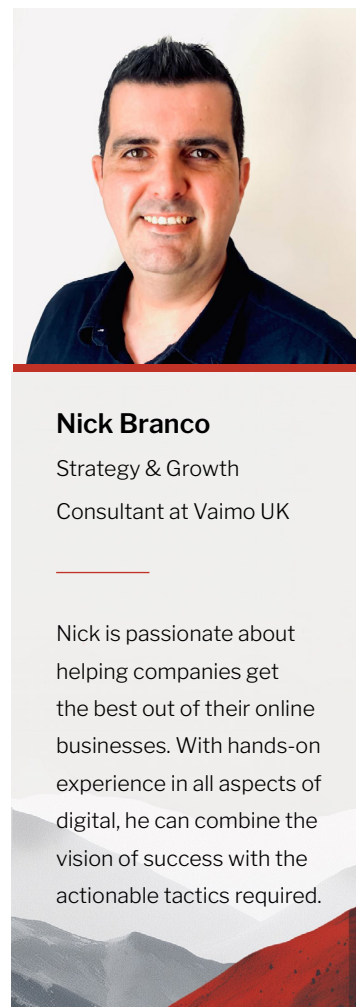 Nick Branco
Strategy & Growth
Consultant at Vaimo UK
Nick is passionate about
helping companies get
the best out of their online
businesses. With hands-on
experience in all aspects of
digital, he can combine the
vision of success with the
actionable tactics required.